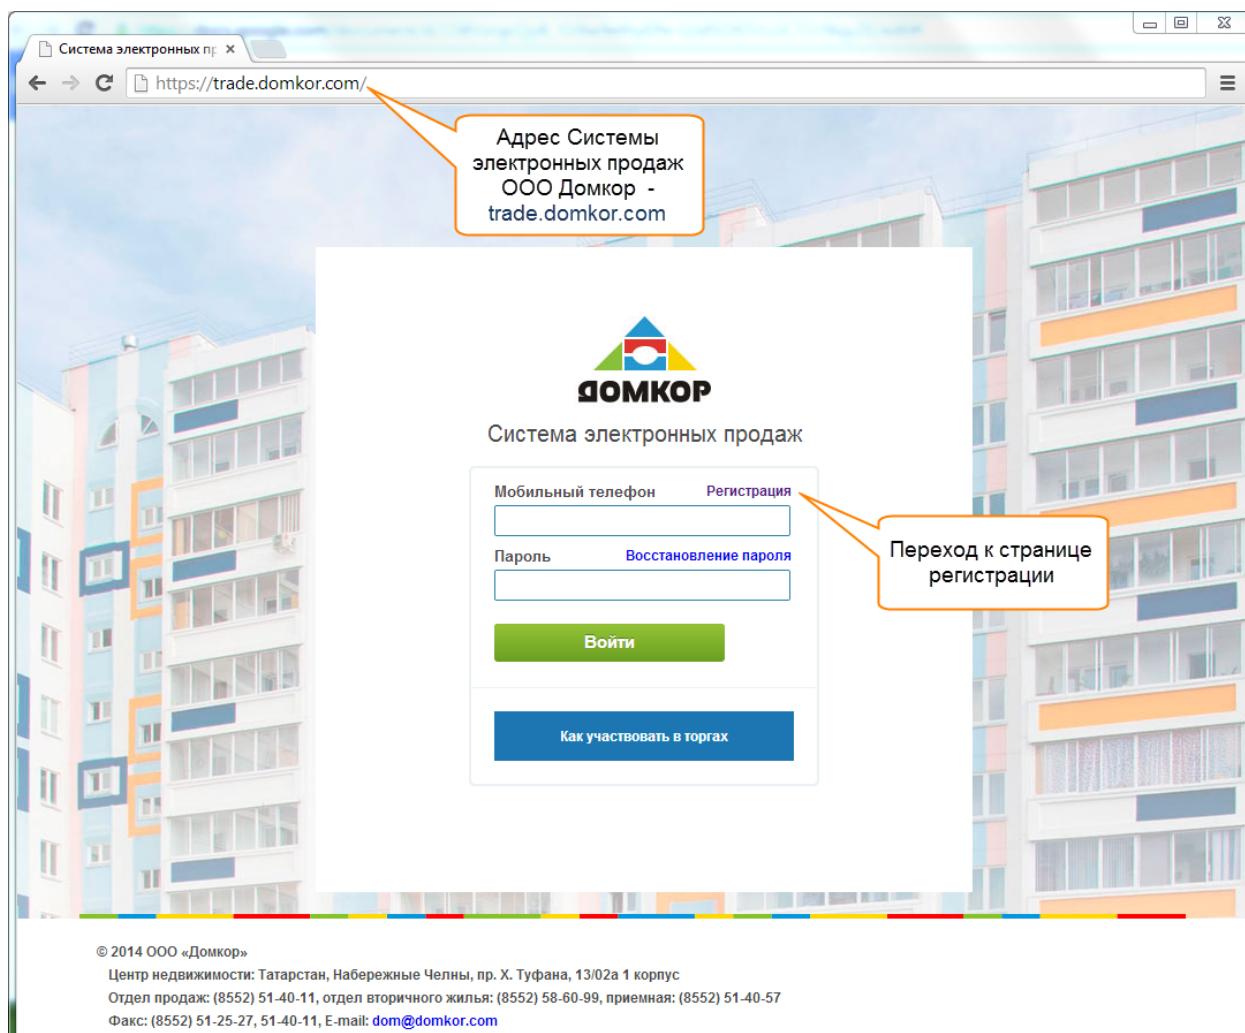 Система электронных пр
https://trade.domkor.com/
Адрес Системы
электронных продаж
ООО Домкор -
trade.domkor.com
ДОМКОР
Система электронных продаж
Мобильный телефон Регистрация
Пароль Восстановление пароля
Переход к странице
регистрации
Войти
Как участвовать в торгах
© 2014 ООО «Домкор»
Центр недвижимости: Татарстан, Набережные Челны, пр. Х. Туфана, 13/02а 1 корпус
Отдел продаж: (8552) 51-40-11, отдел вторичного жилья: (8552) 58-60-99, приемная: (8552) 51-40-57
Факс: (8552) 51-25-27, 51-40-11, E-mail: dom@domkor.com